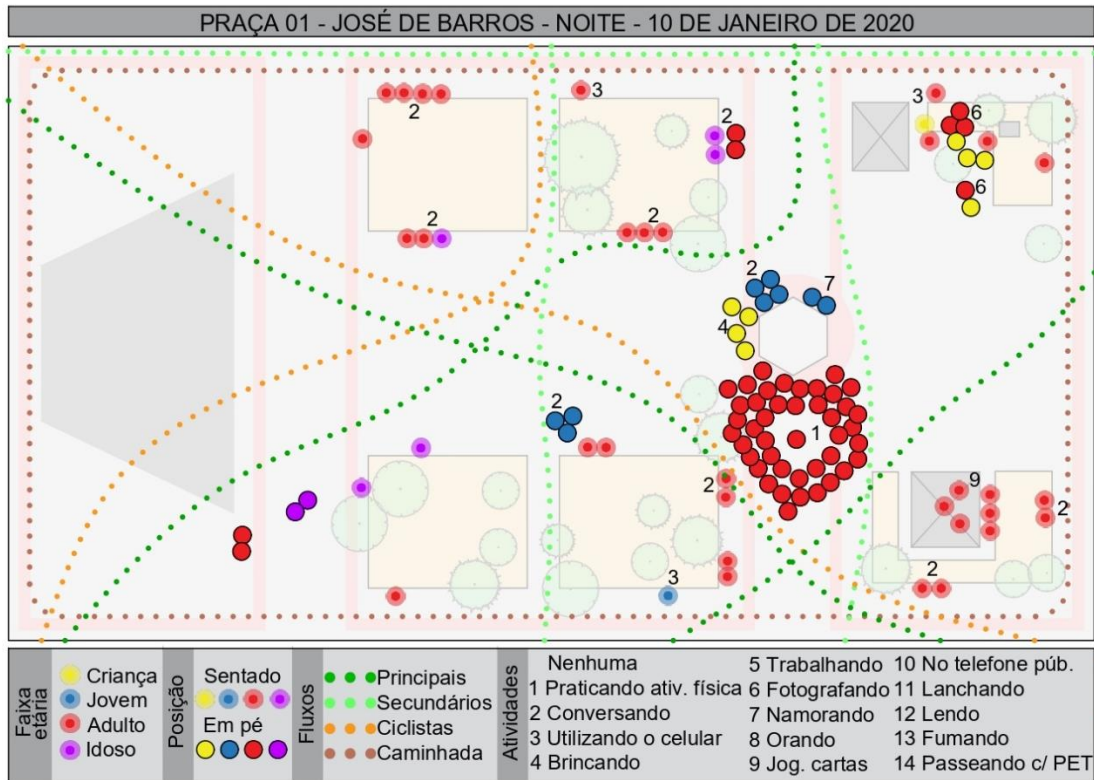 PRAÇA 01 - JOSÉ DE BARROS - NOITE - 10 DE JANEIRO DE 2020
2
3
2
3
6
2
2
6
2
7
4
2
1
2
9
2
3
2
Faixa etária
Criança
Jovem
Adulto
Idoso
Posição
Sentado
Em pé
Fluxos
Principais
Secundários
Ciclistas
Caminhada
Atividades
Nenhuma
1 Praticando ativ. física
2 Conversando
3 Utilizando o celular
4 Brincando
5 Trabalhando
6 Fotografando
7 Namorando
8 Orando
9 Jog. cartas
10 No telefone púb.
11 Lanchando
12 Lendo
13 Fumando
14 Passeando c/ PET